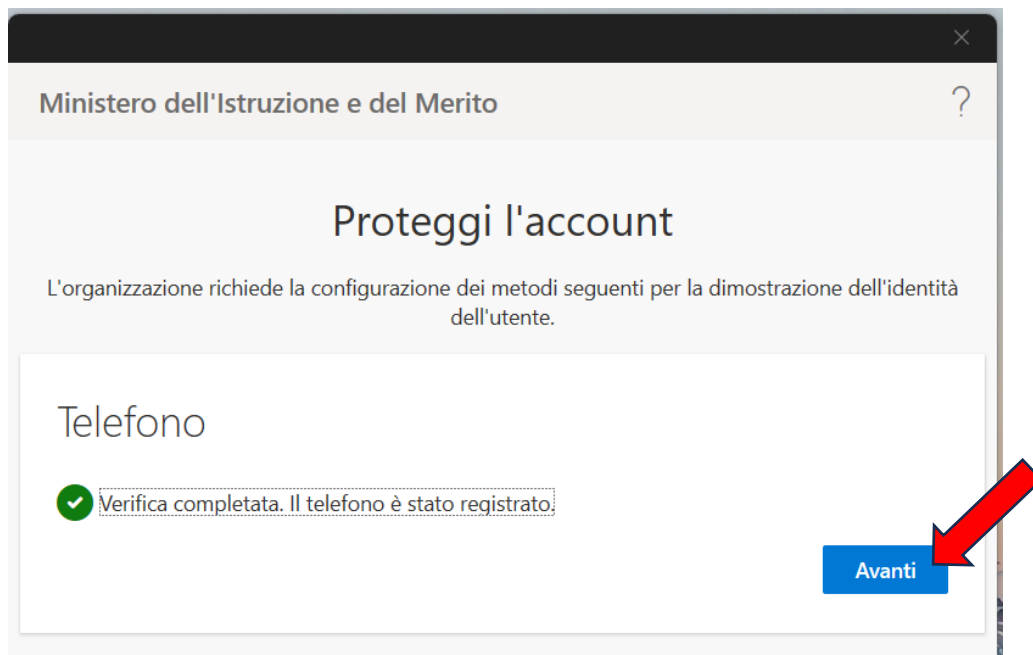 Ministero dell'Istruzione e del Merito
?
Proteggi l'account
L'organizzazione richiede la configurazione dei metodi seguenti per la dimostrazione dell'identità
dell'utente.
Telefono
Verifica completata. Il telefono è stato registrato.
Avanti